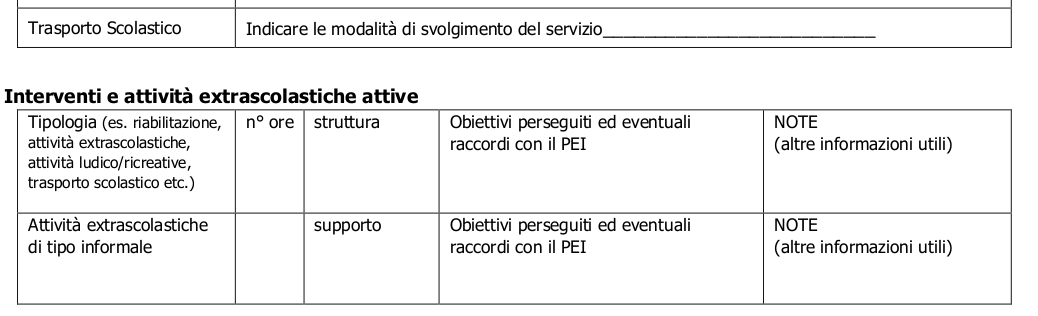 Trasporto Scolastico
Indicare le modalità di svolgimento del servizio___________________________
Interventi e attività extrascolastiche attive
Tipologia (es. riabilitazione,
attività extrascolastiche,
attività ludico/ricreative,
trasporto scolastico etc.)
n° ore
struttura
Obiettivi perseguiti ed eventuali
raccordi con il PEI
NOTE
(altre informazioni utili)
Attività extrascolastiche
di tipo informale
supporto
Obiettivi perseguiti ed eventuali
raccordi con il PEI
NOTE
(altre informazioni utili)